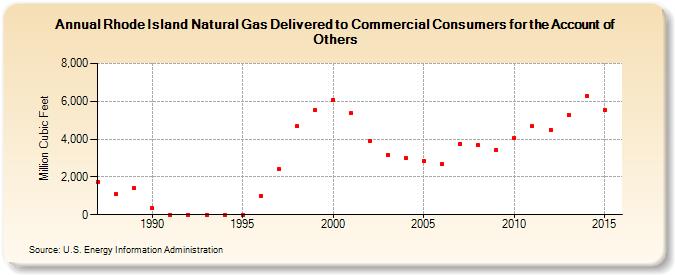 Annual Rhode Island Natural Gas Delivered to Commercial Consumers for the Account of
Others
Million Cubic Feet
8,000
6,000
4,000
2,000
0
1990 1995 2000 2005 2010 2015
Source: U.S. Energy Information Administration